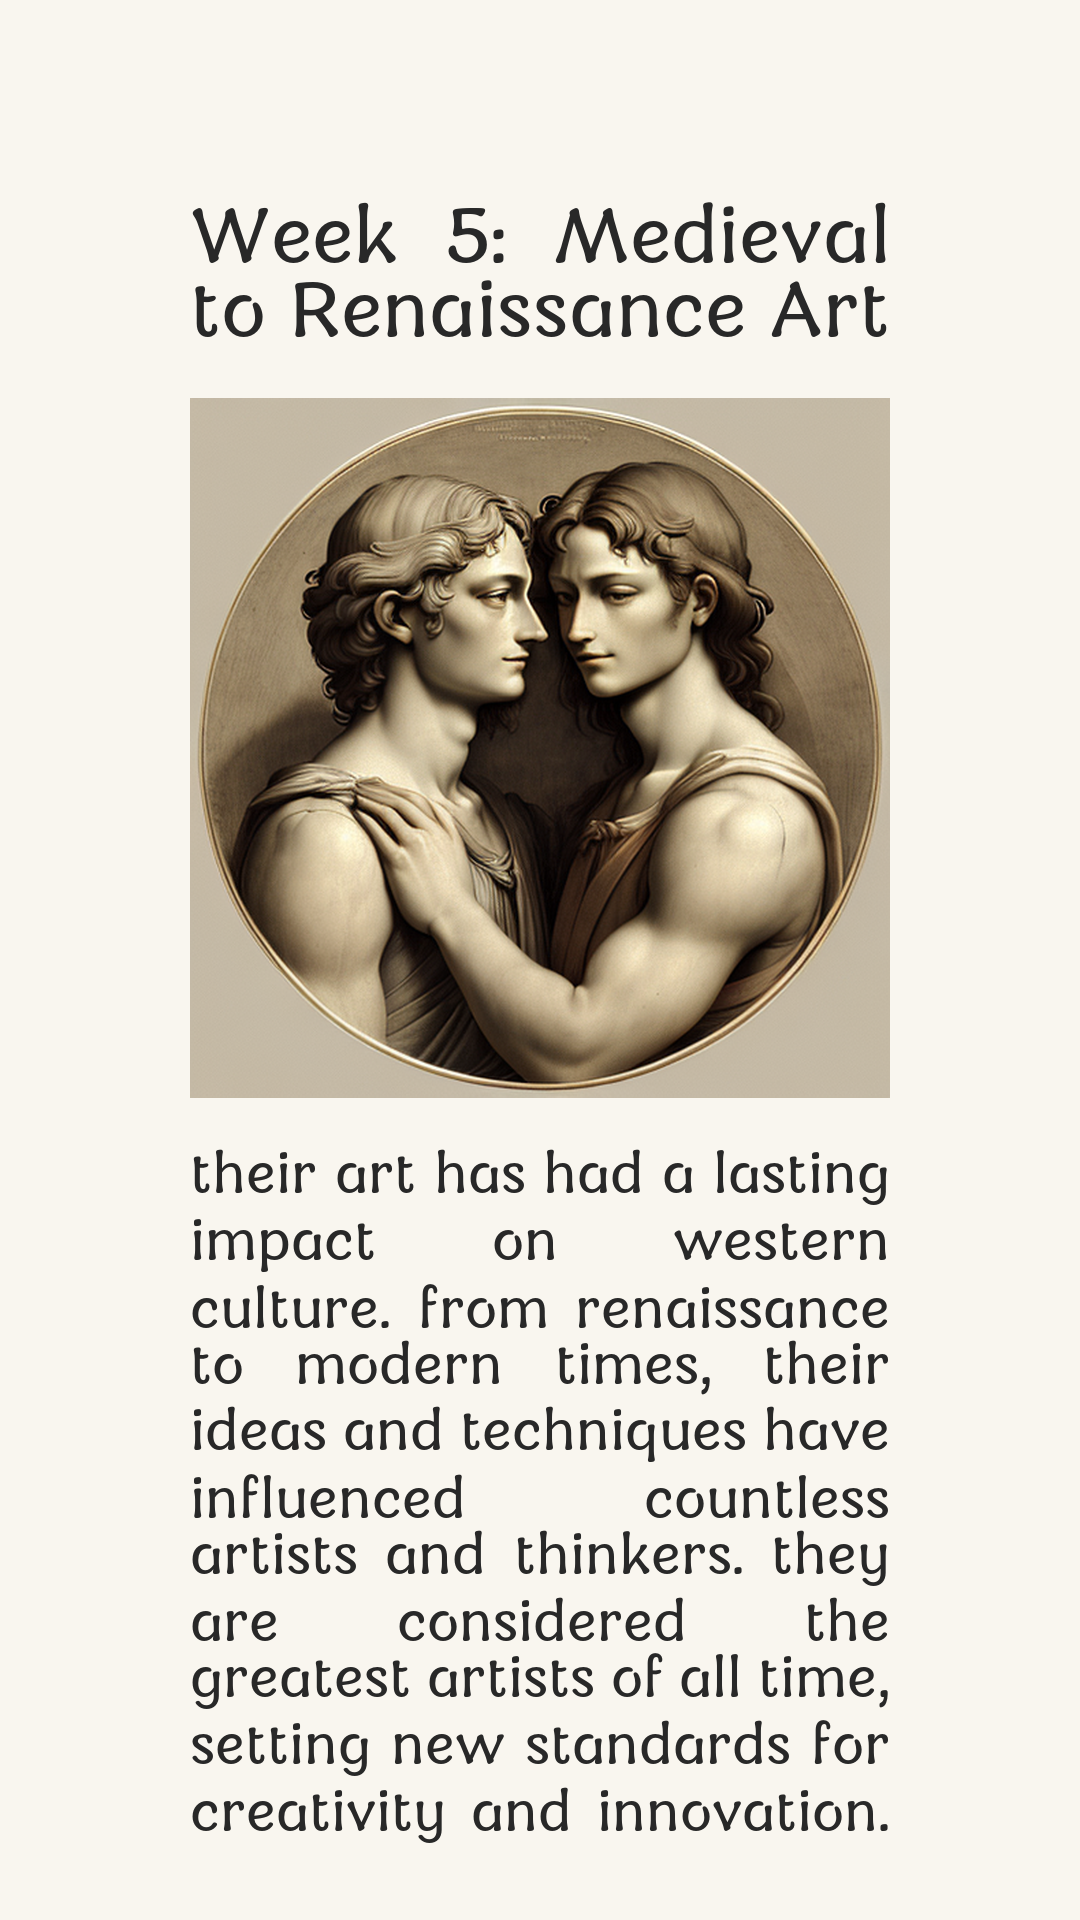 Week 5: Medieval
to Renaissance Art
their art has had a lasting
impact on western
culture. from renaissance
to modern times, their
ideas and techniques have
influenced countless
artists and thinkers. they
are considered the
greatest artists of all time,
setting new standards for
creativity and innovation.